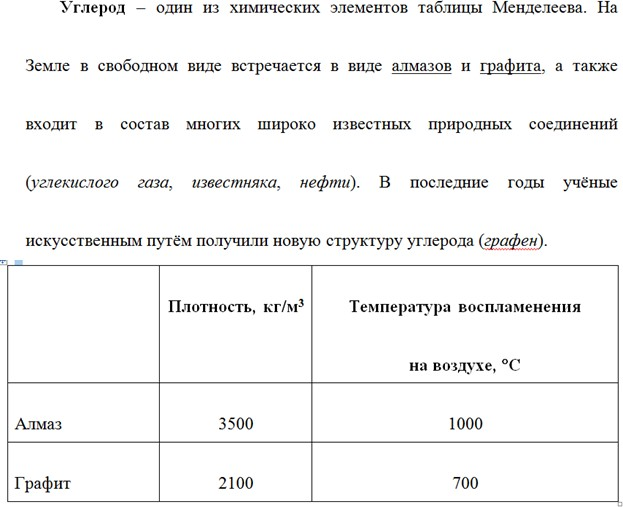 Углерод – один из химических элементов таблицы Менделеева. На
Земле в свободном виде встречается в виде алмазов и графита, а также
входит в состав многих широко известных природных соединений
(углекислого газа, известняка, нефти). В последние годы учёные
искусственным путём получили новую структуру углерода (графен).
Плотность, кг/м³ Температура воспламенения
на воздухе, °С
Алмаз 3500 1000
Графит 2100 700